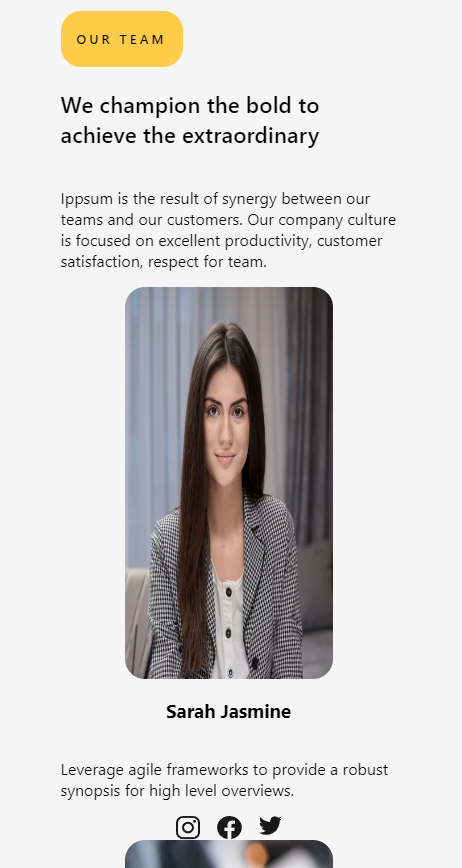 OUR TEAM
We champion the bold to
achieve the extraordinary
Ippsum is the result of synergy between our
teams and our customers. Our company culture
is focused on excellent productivity, customer
satisfaction, respect for team.
Sarah Jasmine
Leverage agile frameworks to provide a robust
synopsis for high level overviews.